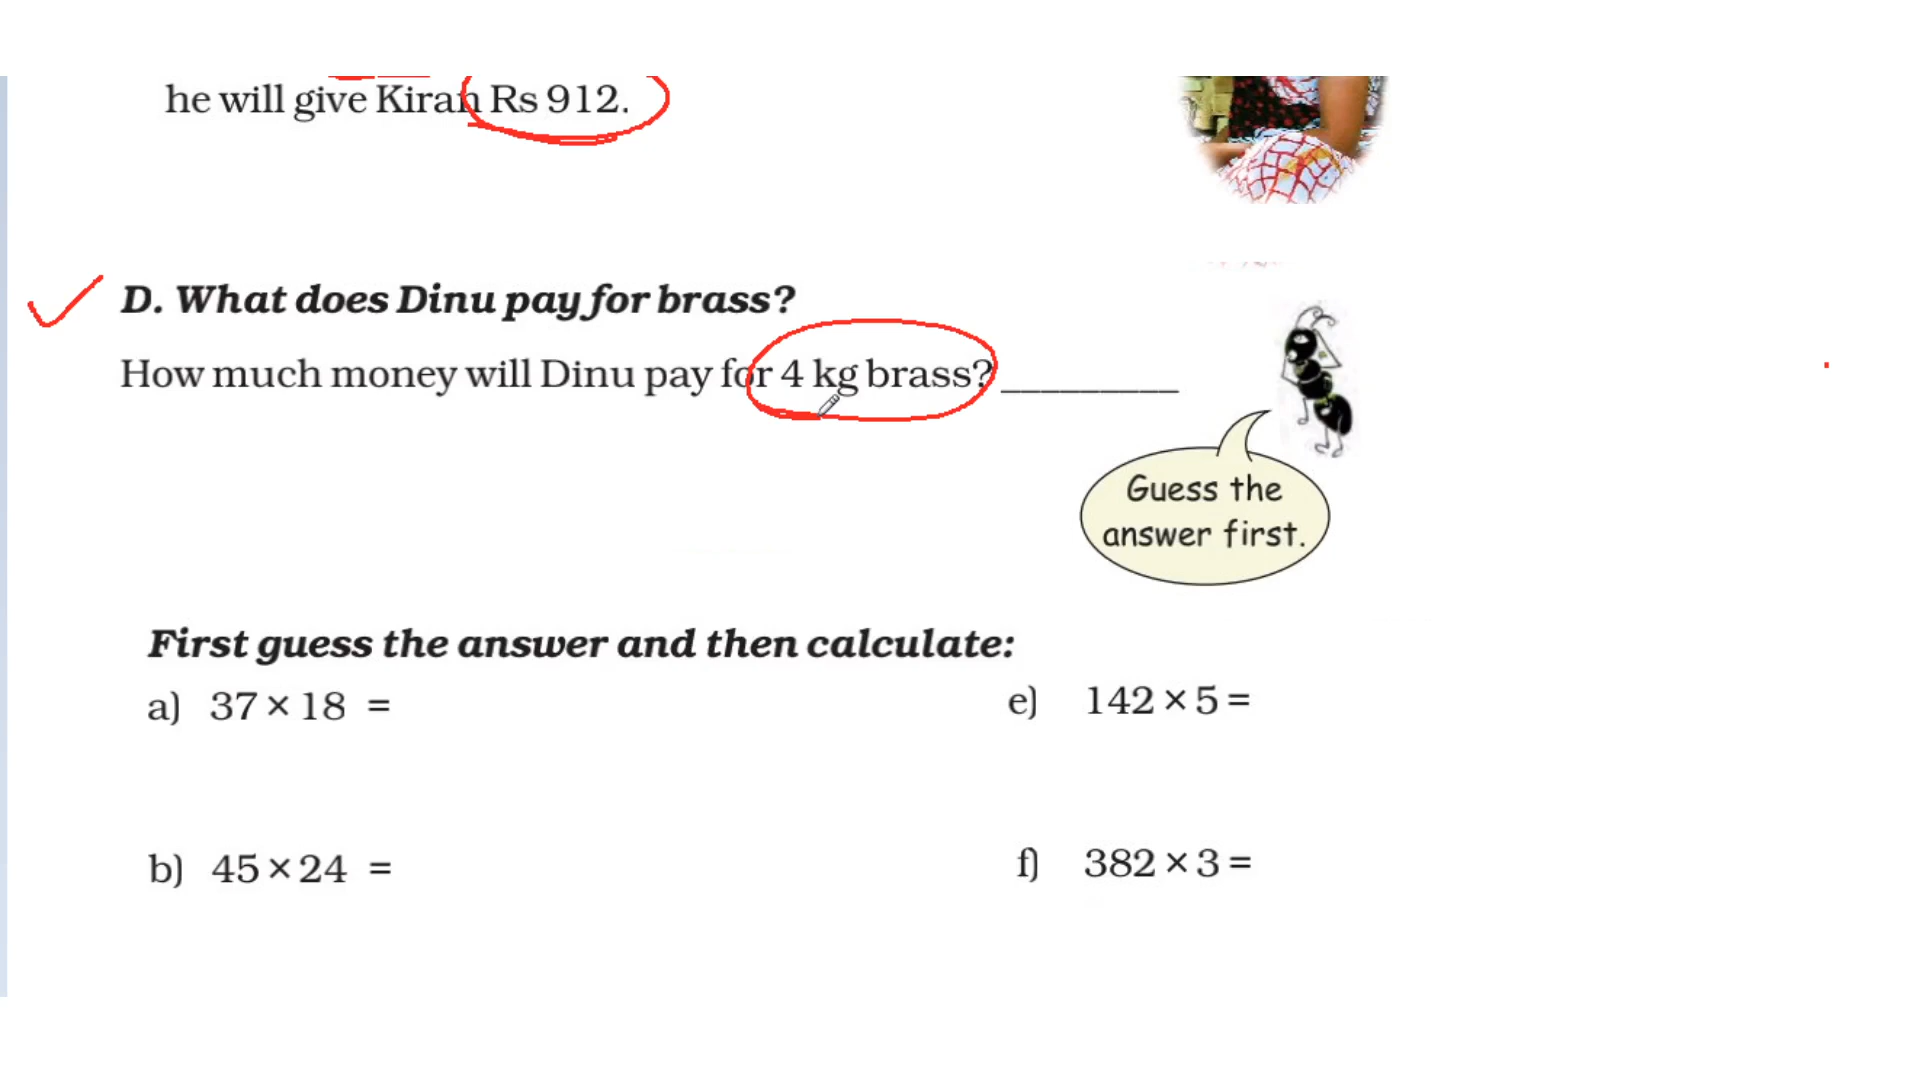 he will give Kiran Rs 912.
D. What does Dinu pay for brass?
How much money will Dinu pay for 4 kg brass? _________
Guess the
answer first.
First guess the answer and then calculate:
a) 37 × 18 =
e) 142 × 5 =
b) 45 × 24 =
f) 382 × 3 =